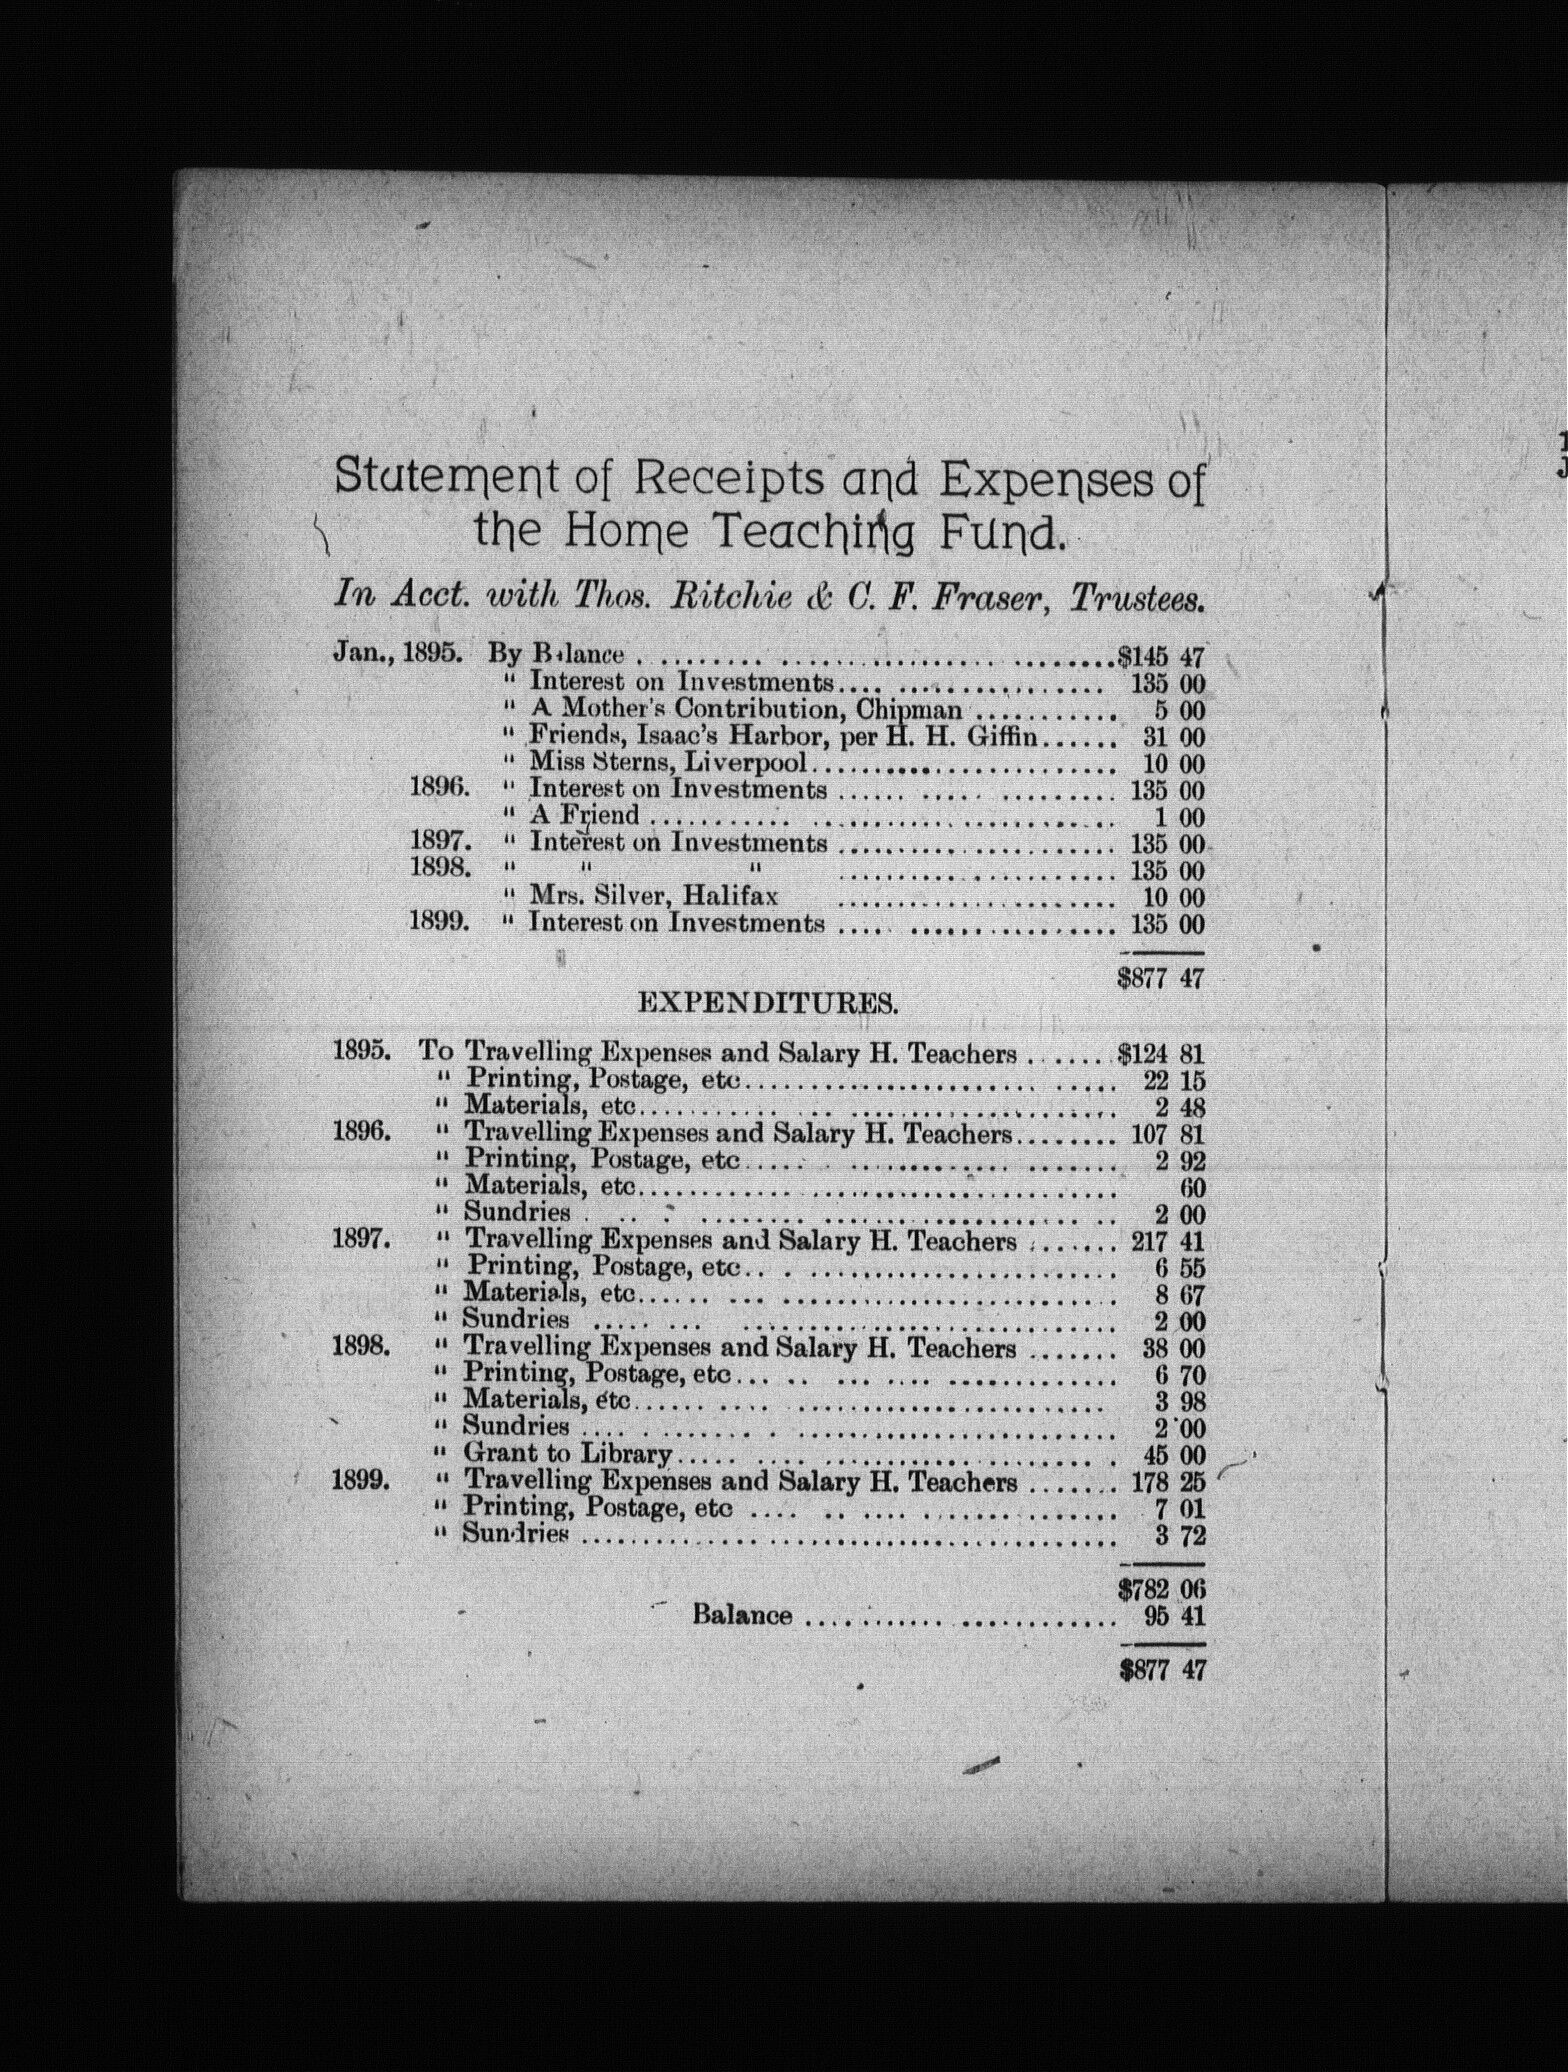 Statement of Receipts and Expenses of
the Home Teaching Fund.
In Acct. with Thos. Ritchie & C. F. Fraser, Trustees.
Jan., 1895. By Balance . . . . . . . . . . $145 47
" Interest on Investments . . . . . . . . . . 135 00
" A Mother's Contribution, Chipman . . . . . . . . . . 5 00
" Friends, Isaac's Harbor, per H. H. Giffin . . . . . . 31 00
" Miss Sterns, Liverpool . . . . . . . . . . 10 00
1896. " Interest on Investments . . . . . . . . . . 135 00
" A Friend . . . . . . . . . . 1 00
1897. " Interest on Investments . . . . . . . . . . 135 00
1898. " " " . . . . . . . . . . 135 00
" Mrs. Silver, Halifax . . . . . . . . . . 10 00
1899. " Interest on Investments . . . . . . . . . . 135 00
$877 47
EXPENDITURES.
1895. To Travelling Expenses and Salary H. Teachers . . . . . . . $124 81
" Printing, Postage, etc. . . . . . . . . . 22 15
" Materials, etc. . . . . . . . . . 2 48
1896. " Travelling Expenses and Salary H. Teachers . . . . . . . . 107 81
" Printing, Postage, etc. . . . . . . . . . 2 92
" Materials, etc. . . . . . . . . . 60
" Sundries . . . . . . . . . . 2 00
1897. " Travelling Expenses and Salary H. Teachers . . . . . . . 217 41
" Printing, Postage, etc. . . . . . . . . . 6 55
" Materials, etc. . . . . . . . . . 8 67
" Sundries . . . . . . . . . . 2 00
1898. " Travelling Expenses and Salary H. Teachers . . . . . . . 38 00
" Printing, Postage, etc. . . . . . . . . . 6 70
" Materials, etc. . . . . . . . . . 3 98
" Sundries . . . . . . . . . . 2 00
" Grant to Library . . . . . . . . . . 45 00
1899. " Travelling Expenses and Salary H. Teachers . . . . . . . 178 25
" Printing, Postage, etc . . . . . . . . . . 7 01
" Sundries . . . . . . . . . . 3 72
$782 06
Balance . . . . . . . . . . 95 41
$877 47